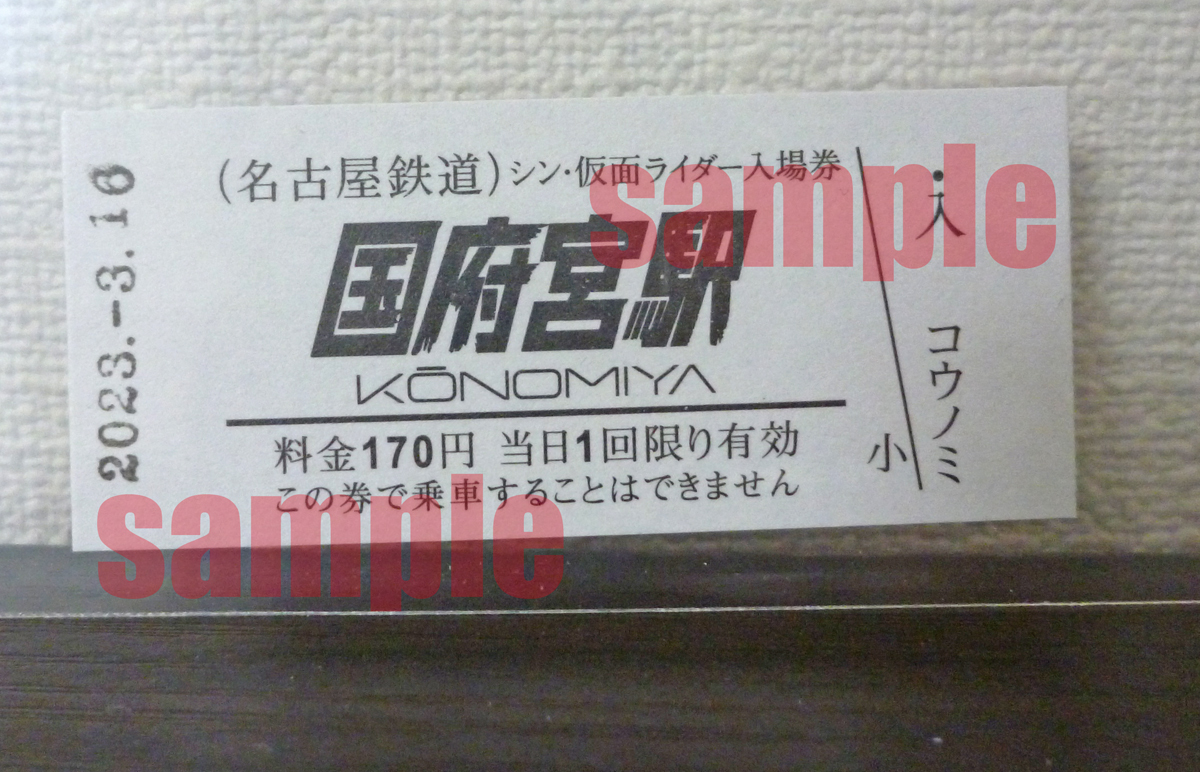 2023.-3.16
(名古屋鉄道)シン・仮面ライダー入場券
国府宮駅
KŌNOMIYA
料金170円 当日1回限り有効
この券で乗車することはできません
・入
コウノミ
小
sample
sample